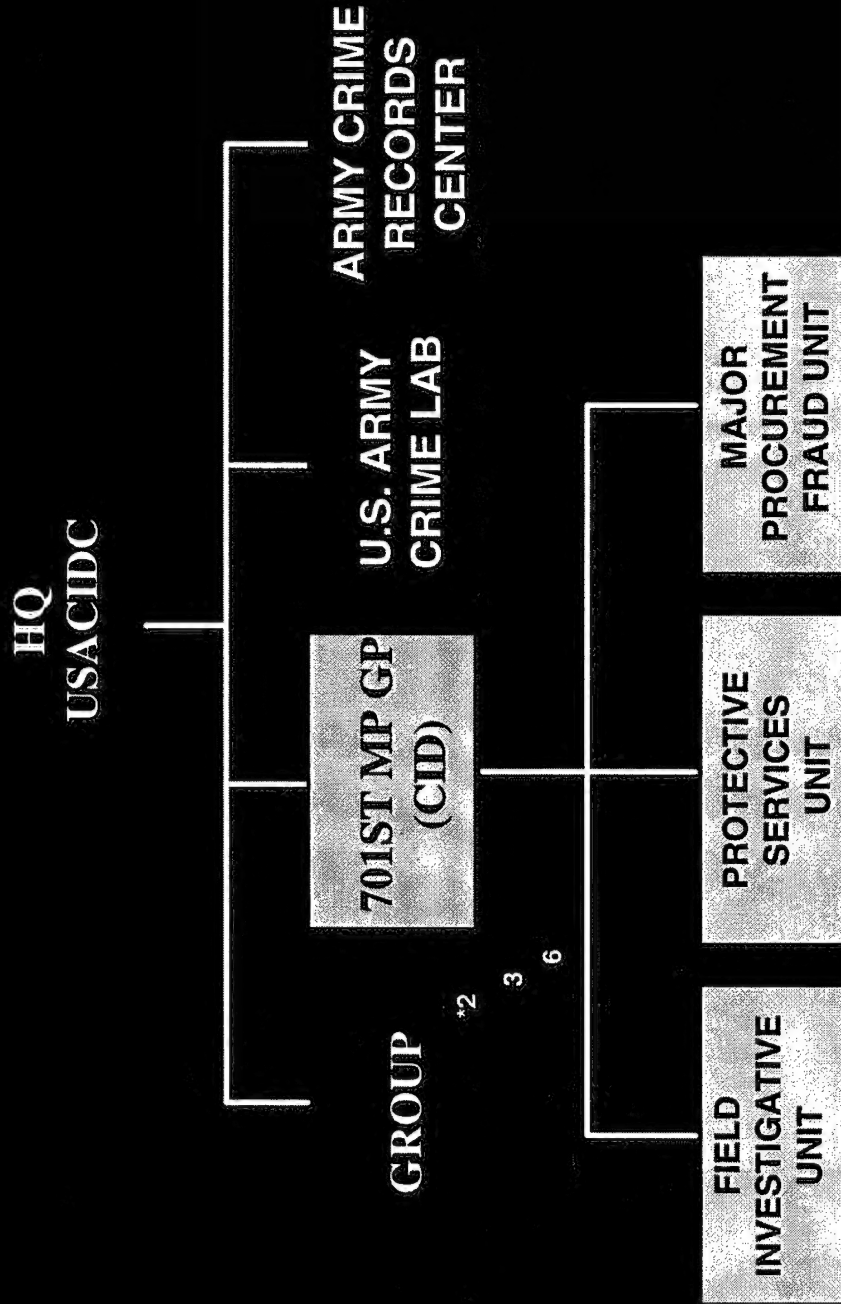 HQ
USACIDC
GROUP
*2
3
6
701ST MP GP
(CID)
U.S. ARMY
CRIME LAB
ARMY CRIME
RECORDS
CENTER
FIELD
INVESTIGATIVE
UNIT
PROTECTIVE
SERVICES
UNIT
MAJOR
PROCUREMENT
FRAUD UNIT